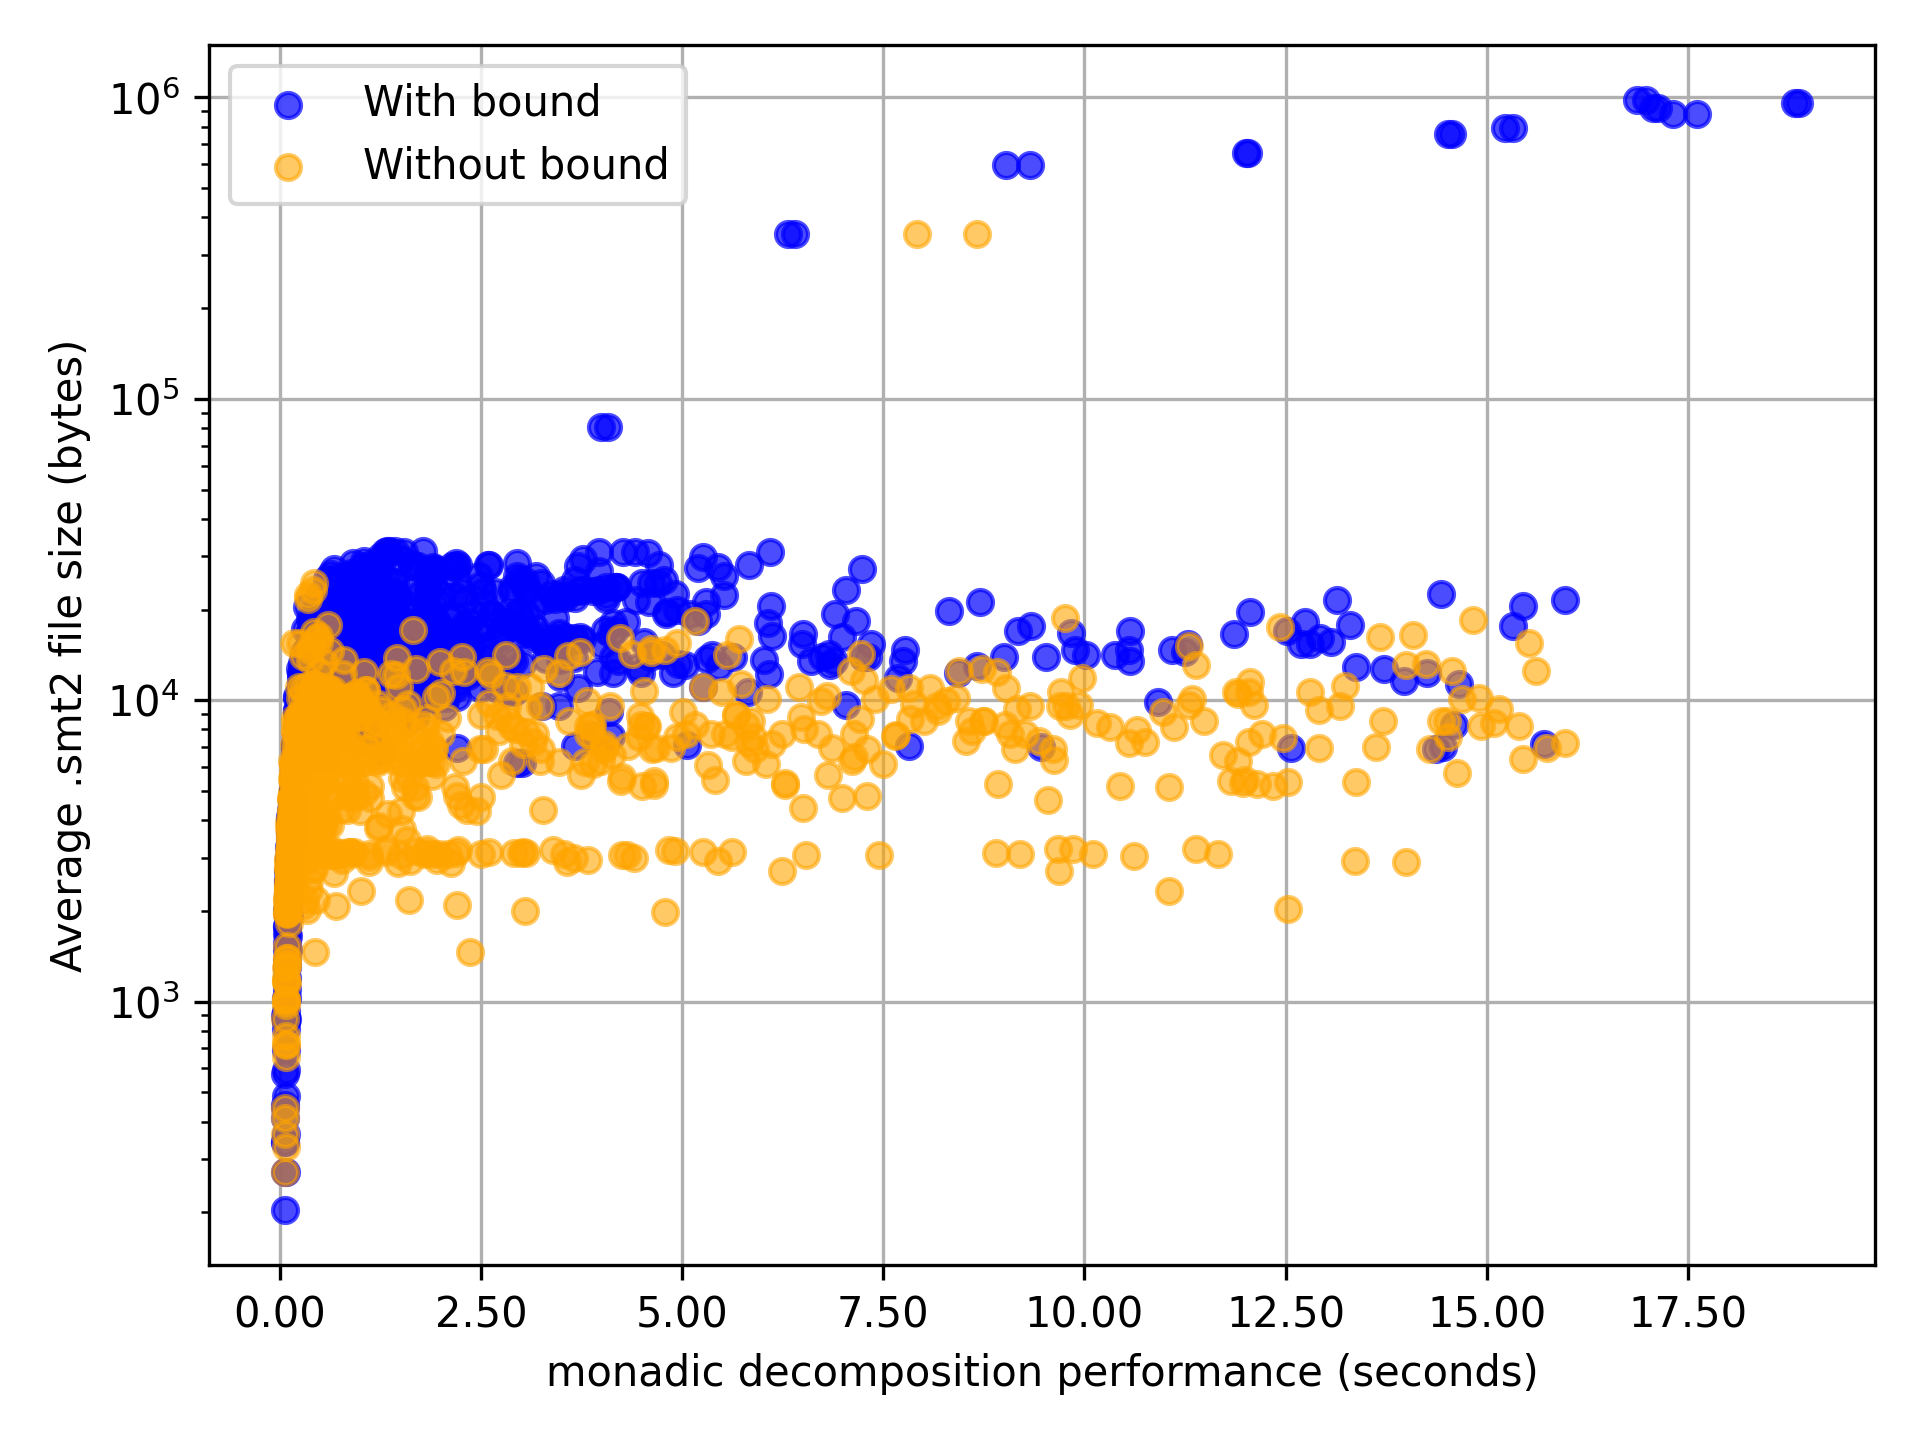 With bound
Without bound
10^6
10^5
10^4
10^3
Average .smt2 file size (bytes)
0.00 2.50 5.00 7.50 10.00 12.50 15.00 17.50
monadic decomposition performance (seconds)